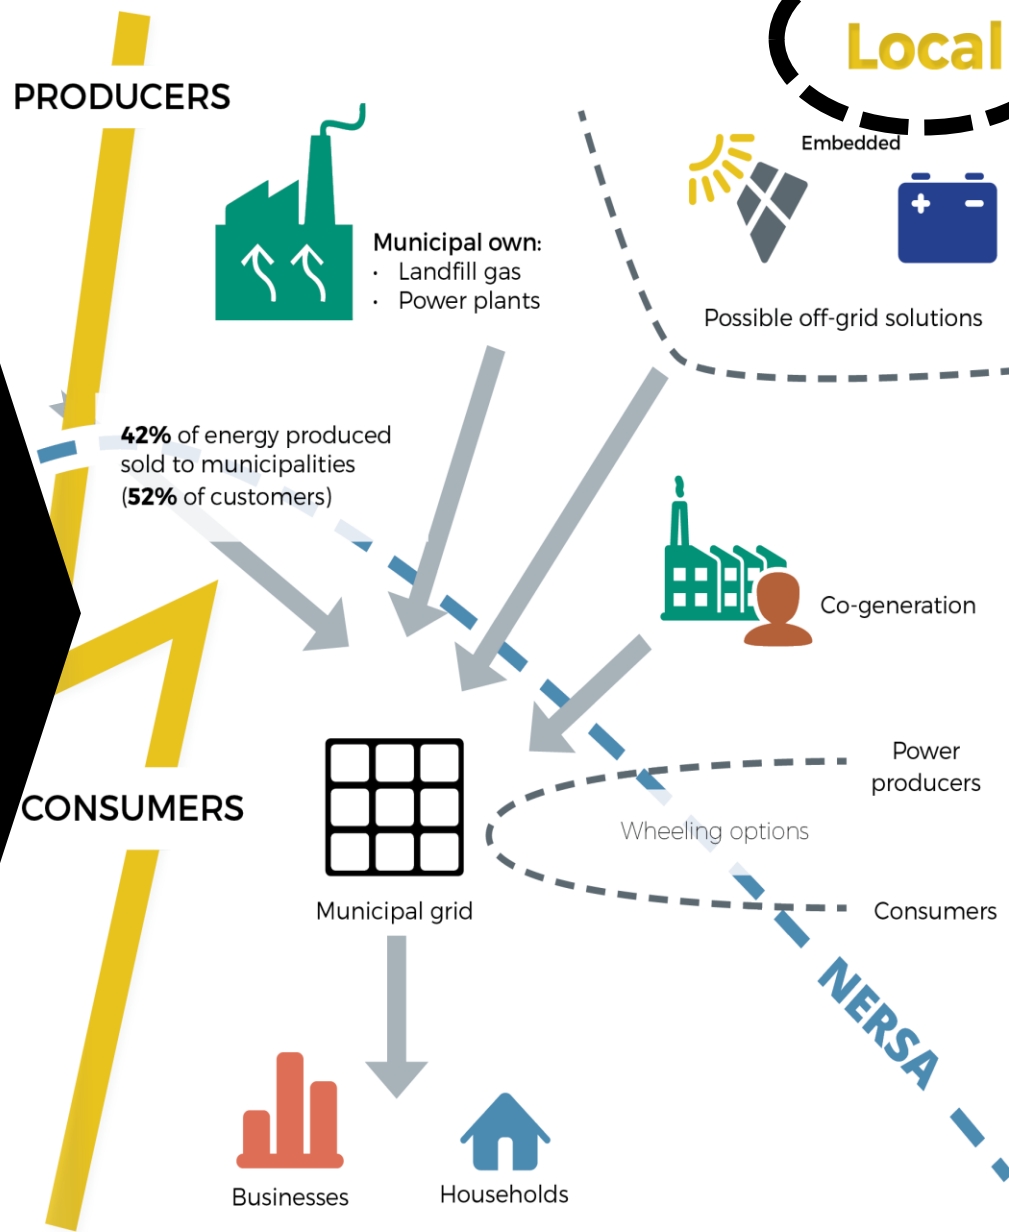 Local
PRODUCERS
Embedded
+ -
Municipal own:
• Landfill gas
• Power plants
Possible off-grid solutions
42% of energy produced
sold to municipalities
(52% of customers)
Co-generation
Power
producers
CONSUMERS
Wheeling options
Municipal grid
Consumers
NERSA
Businesses
Households